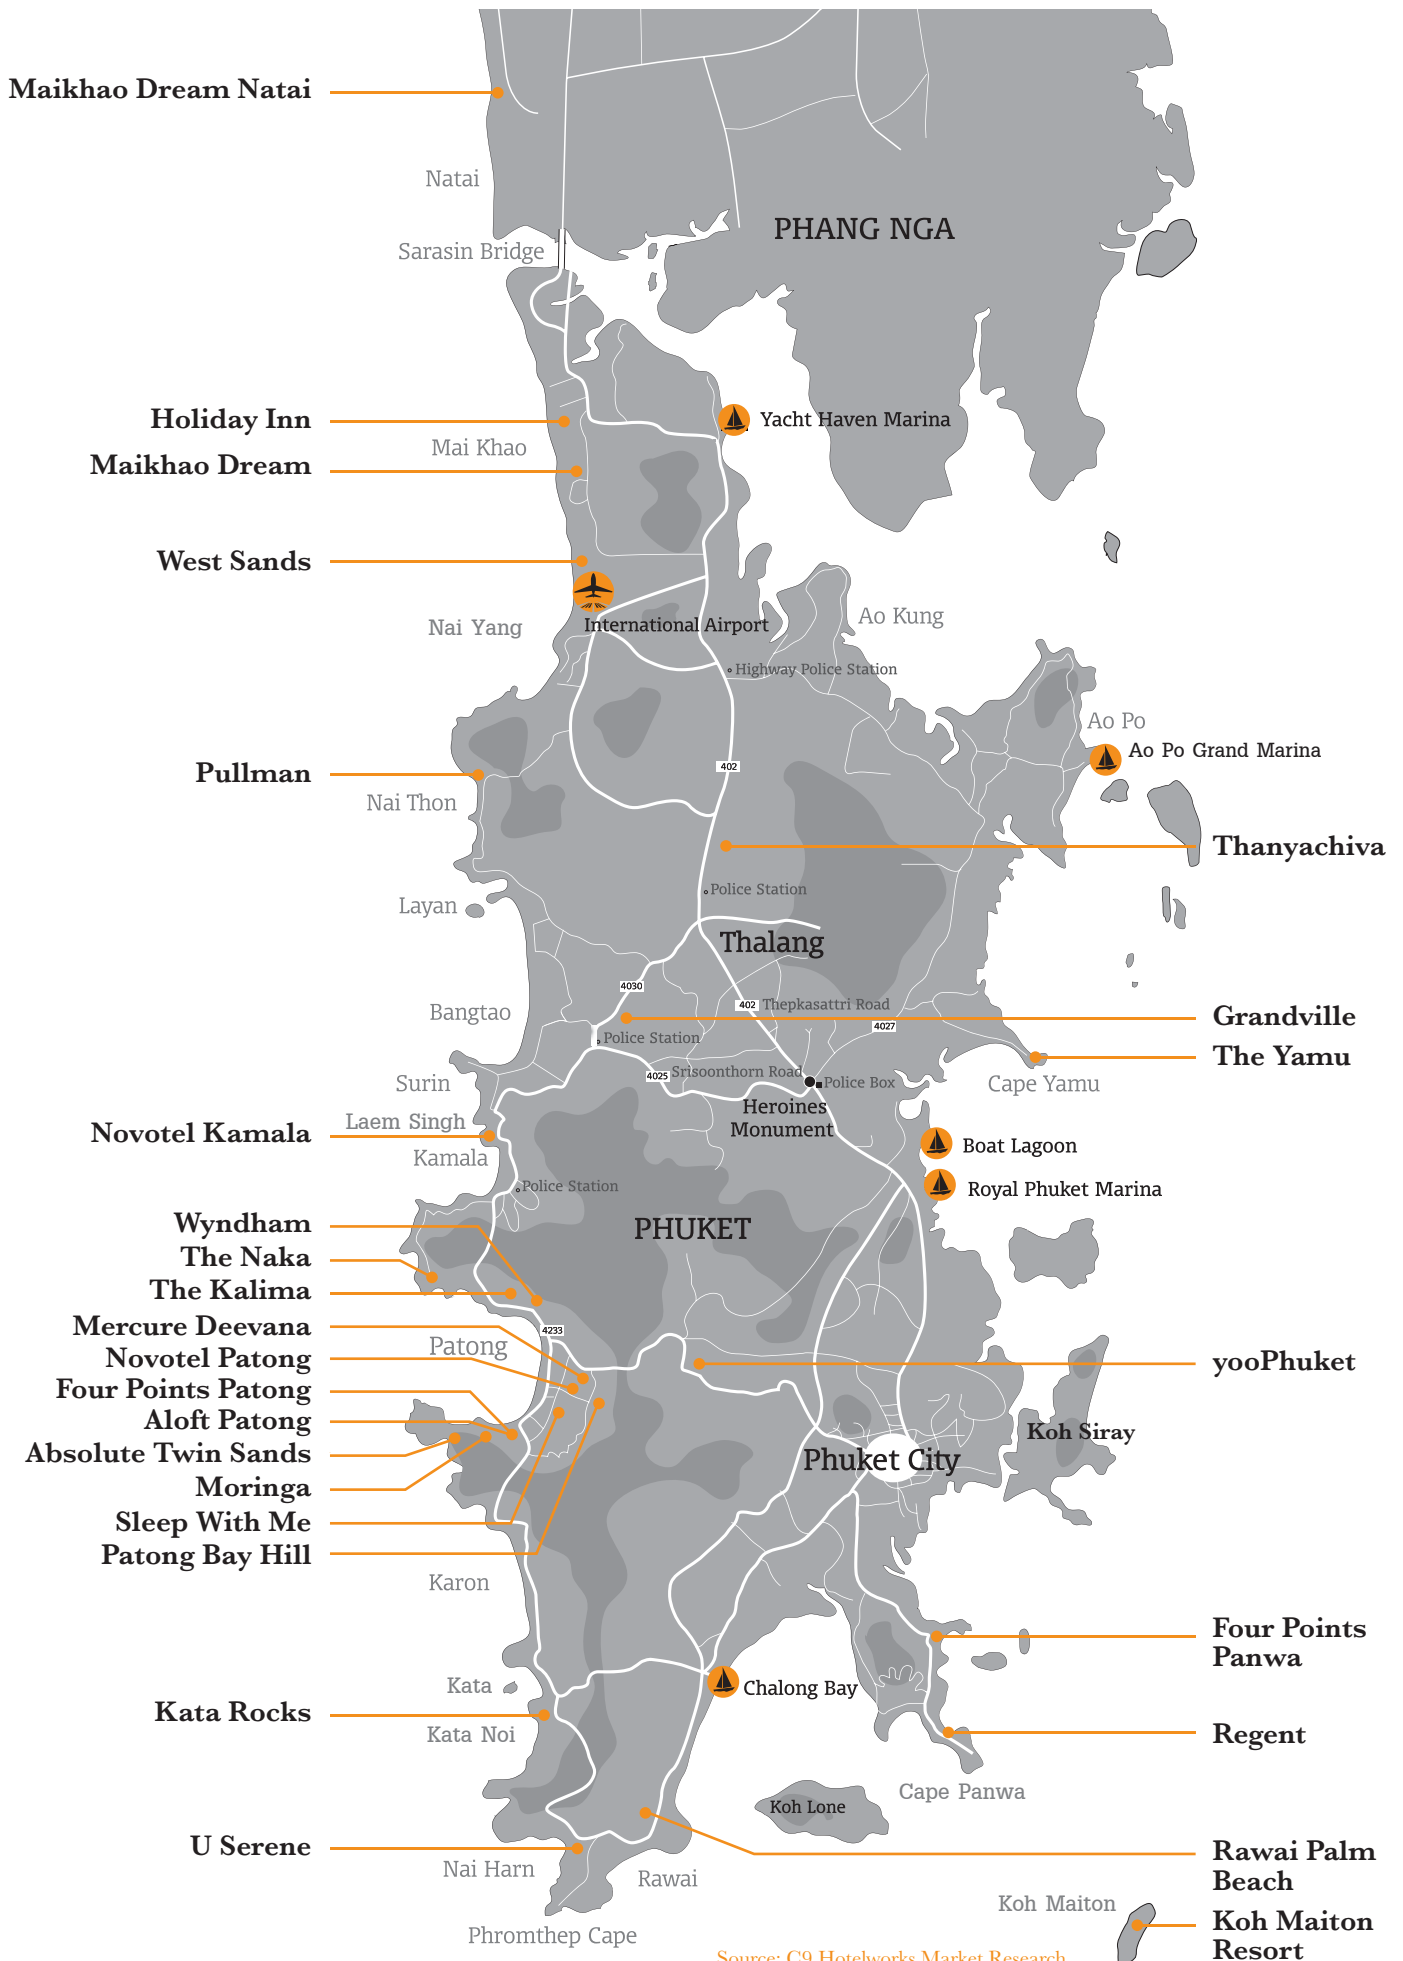 Maikhao Dream Natai
Natai
PHANG NGA
Sarasin Bridge
Holiday Inn
Yacht Haven Marina
Mai Khao
Maikhao Dream
West Sands
International Airport
Nai Yang
Ao Kung
Highway Police Station
Ao Po
Ao Po Grand Marina
402
Pullman
Nai Thon
Thanyachiva
Police Station
Layan
Thalang
4030
402
Thepkasattri Road
Bangtao
Grandville
4027
Police Station
The Yamu
Srisoonthorn Road
4025
Surin
Police Box
Cape Yamu
Heroines
Monument
Laem Singh
Novotel Kamala
Boat Lagoon
Kamala
Police Station
Royal Phuket Marina
Wyndham
PHUKET
The Naka
The Kalima
Mercure Deevana
4233
Patong
Novotel Patong
yooPhuket
Four Points Patong
Aloft Patong
Koh Siray
Absolute Twin Sands
Phuket City
Moringa
Sleep With Me
Patong Bay Hill
Karon
Four Points
Panwa
Kata
Chalong Bay
Kata Rocks
Kata Noi
Regent
Cape Panwa
Koh Lone
U Serene
Rawai Palm
Beach
Nai Harn
Rawai
Koh Maiton
Koh Maiton
Resort
Phromthep Cape
Source: C9 Hotelworks Market Research